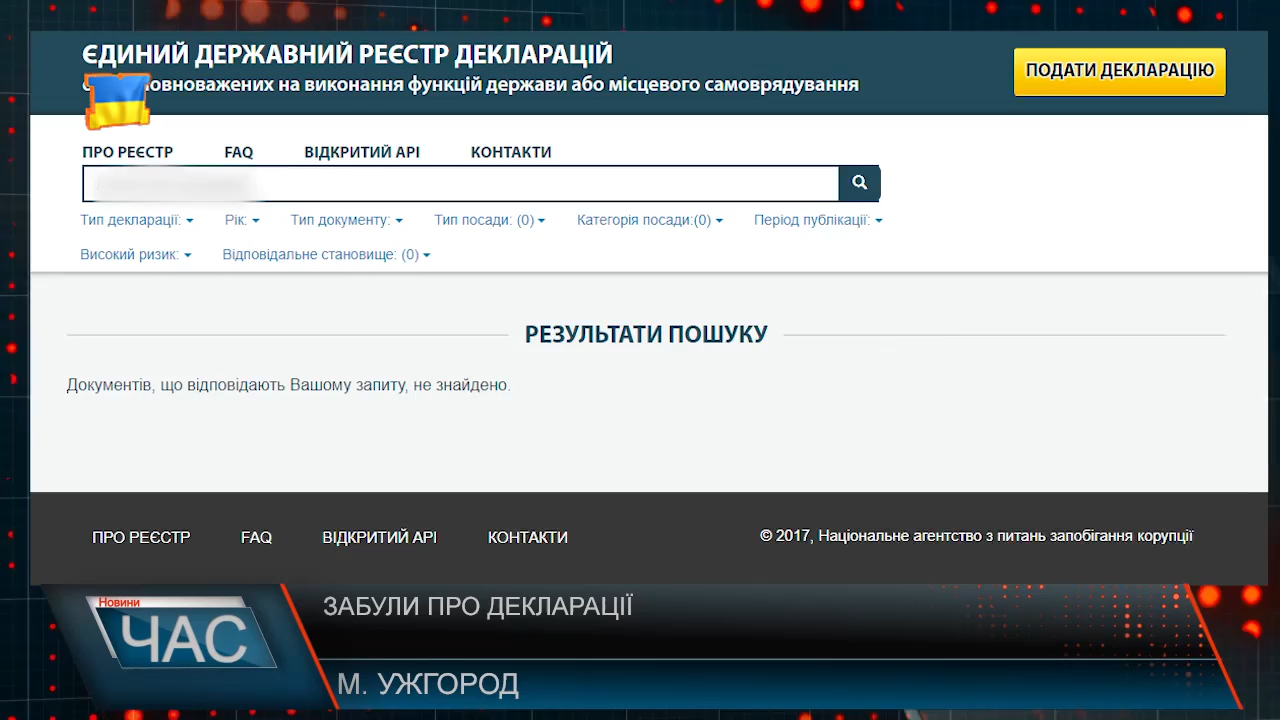 ЄДИНИЙ ДЕРЖАВНИЙ РЕЄСТР ДЕКЛАРАЦІЙ
на виконання функцій держави або місцевого самоврядування
ПОДАТИ ДЕКЛАРАЦІЮ
ПРО РЕЄСТР FAQ ВІДКРИТИЙ АРІ КОНТАКТИ
Тип декларації: Рік: Тип документу: Тип посади: (0) Категорія посади:(0) Період публікації:
Високий ризик: Відповідальне становище: (0)
РЕЗУЛЬТАТИ ПОШУКУ
Документів, що відповідають Вашому запиту, не знайдено.
ПРО РЕЄСТР FAQ ВІДКРИТИЙ АРІ КОНТАКТИ © 2017, Національне агентство з питань запобігання корупції
Новини
ЧАС
ЗАБУЛИ ПРО ДЕКЛАРАЦІЇ
М. УЖГОРОД